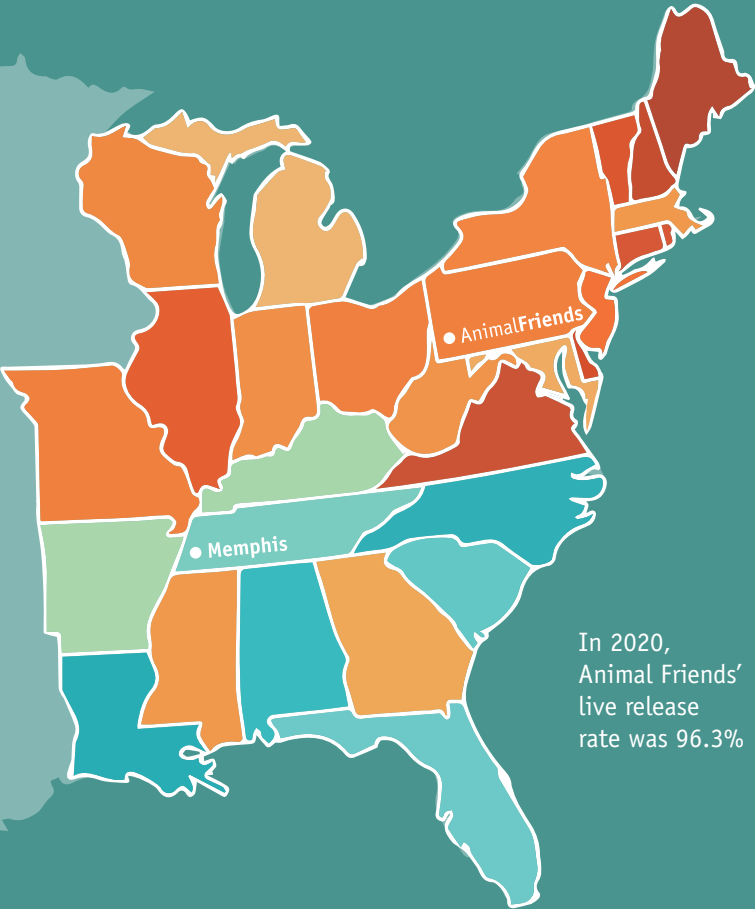 AnimalFriends
Memphis
In 2020,
Animal Friends’
live release
rate was 96.3%